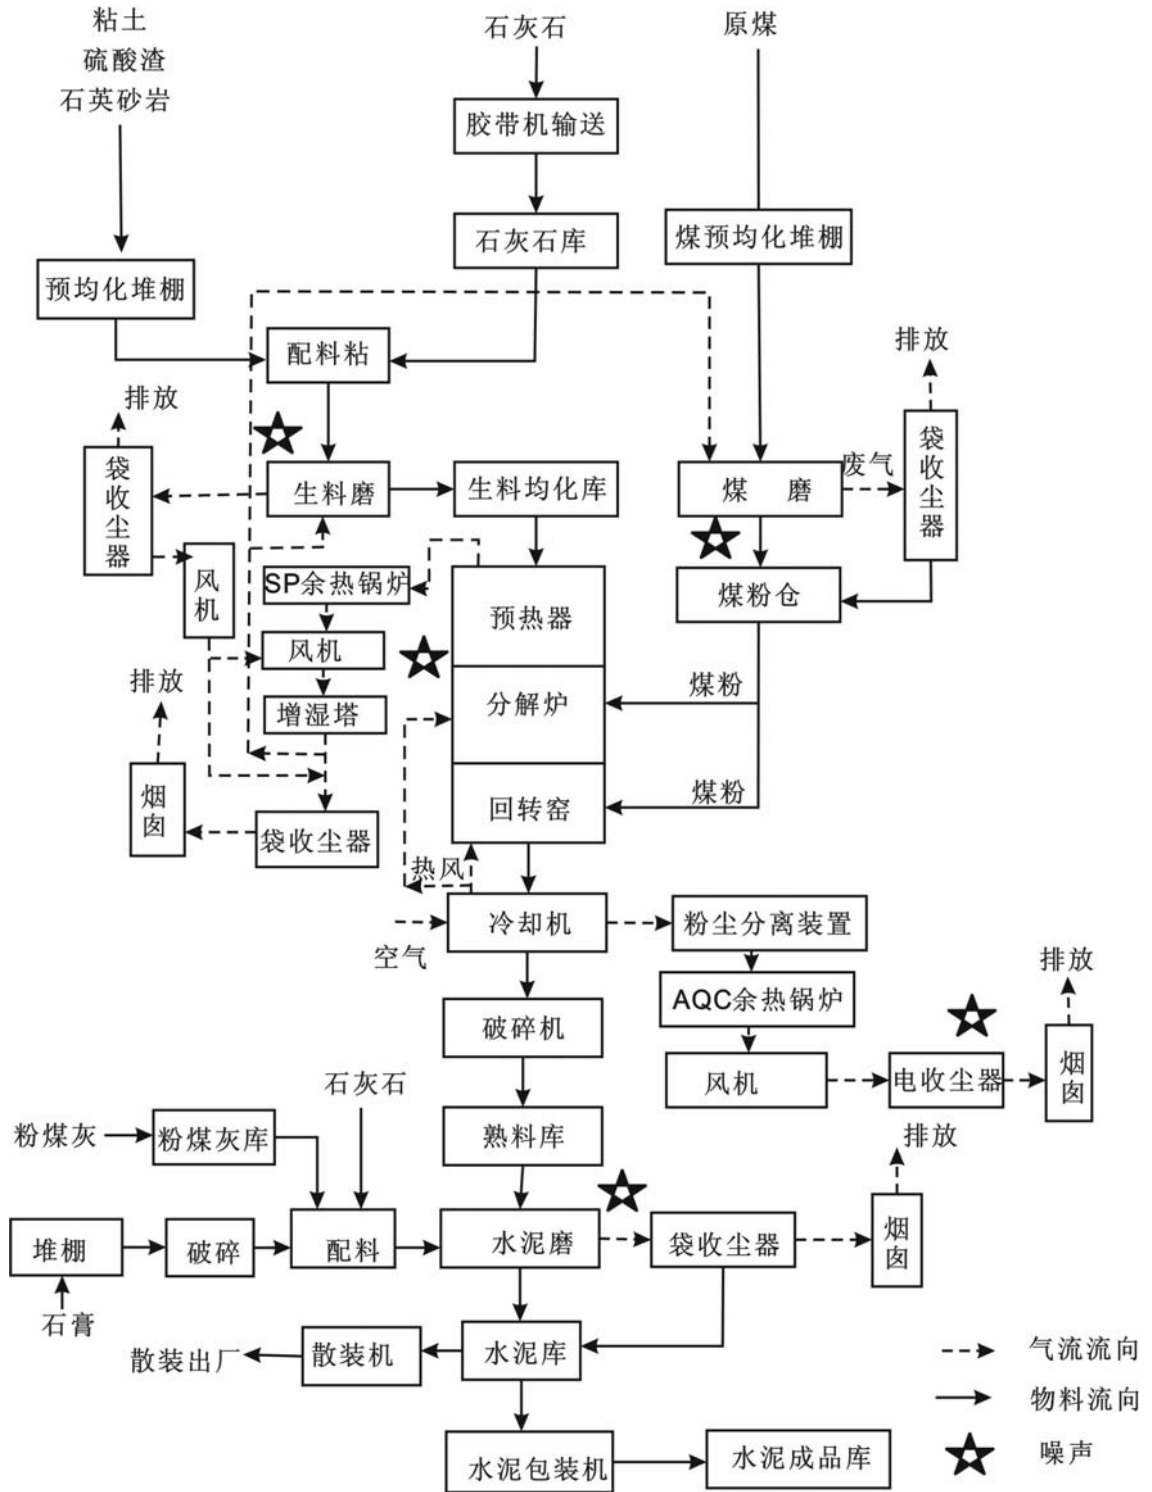 粘土
硫酸渣
石英砂岩
石灰石
原煤
胶带机输送
石灰石库
煤预均化堆棚
预均化堆棚
配料粘
排放
排放
袋收尘器
生料磨
生料均化库
煤 磨
废气
袋收尘器
风机
SP余热锅炉
预热器
煤粉仓
风机
排放
增湿塔
分解炉
煤粉
烟囱
袋收尘器
回转窑
煤粉
热风
空气
冷却机
粉尘分离装置
AQC余热锅炉
排放
破碎机
风机
电收尘器
烟囱
石灰石
粉煤灰
粉煤灰库
熟料库
排放
堆棚
破碎
配料
水泥磨
袋收尘器
烟囱
石膏
散装出厂
散装机
水泥库
气流流向
物料流向
噪声
水泥包装机
水泥成品库